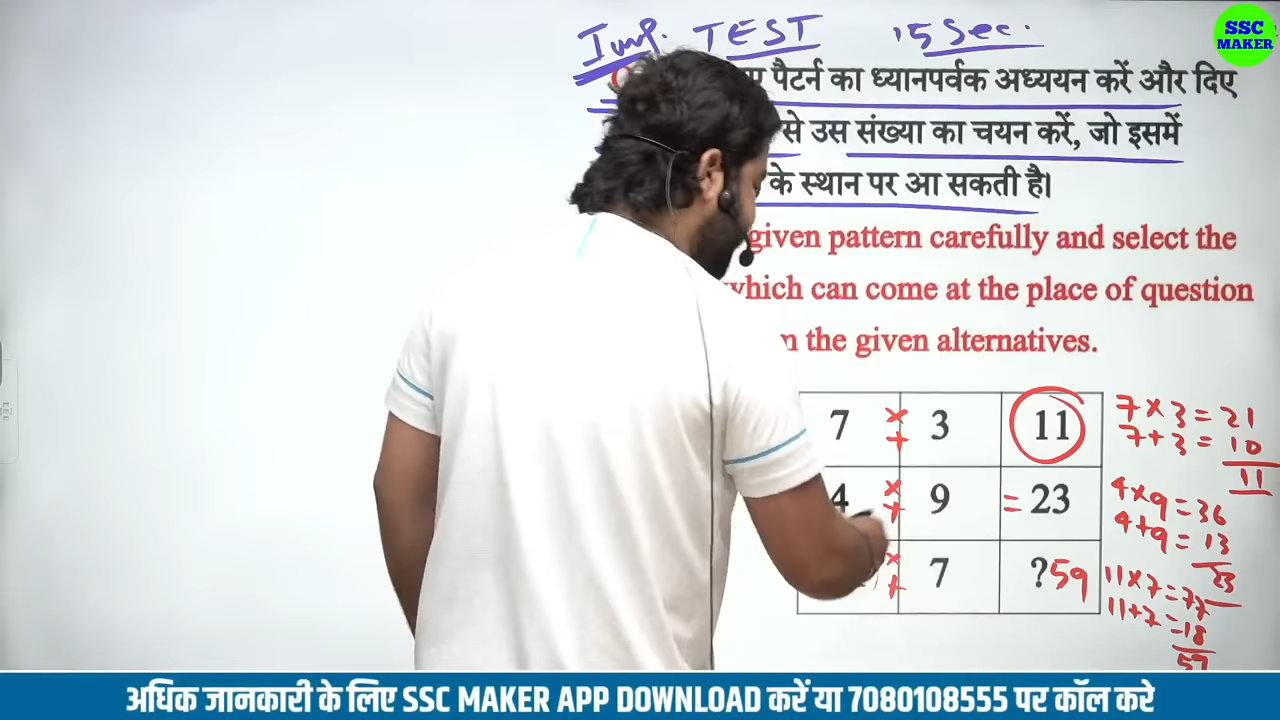 Imp. TEST 15 Sec.
SSC
MAKER
पैटर्न का ध्यानपर्वक अध्ययन करें और दिए
से उस संख्या का चयन करें, जो इसमें
के स्थान पर आ सकती है।
given pattern carefully and select the
which can come at the place of question
n the given alternatives.
7 × + 3 11
7 × 3 = 21
7 + 3 = 10
11
4 × + 9 = 23
4 × 9 = 36
4 + 9 = 13
23
× + 7 ? 59
11 × 7 = 77
11 + 7 = 18
59
अधिक जानकारी के लिए SSC MAKER APP DOWNLOAD करें या 7080108555 पर कॉल करे